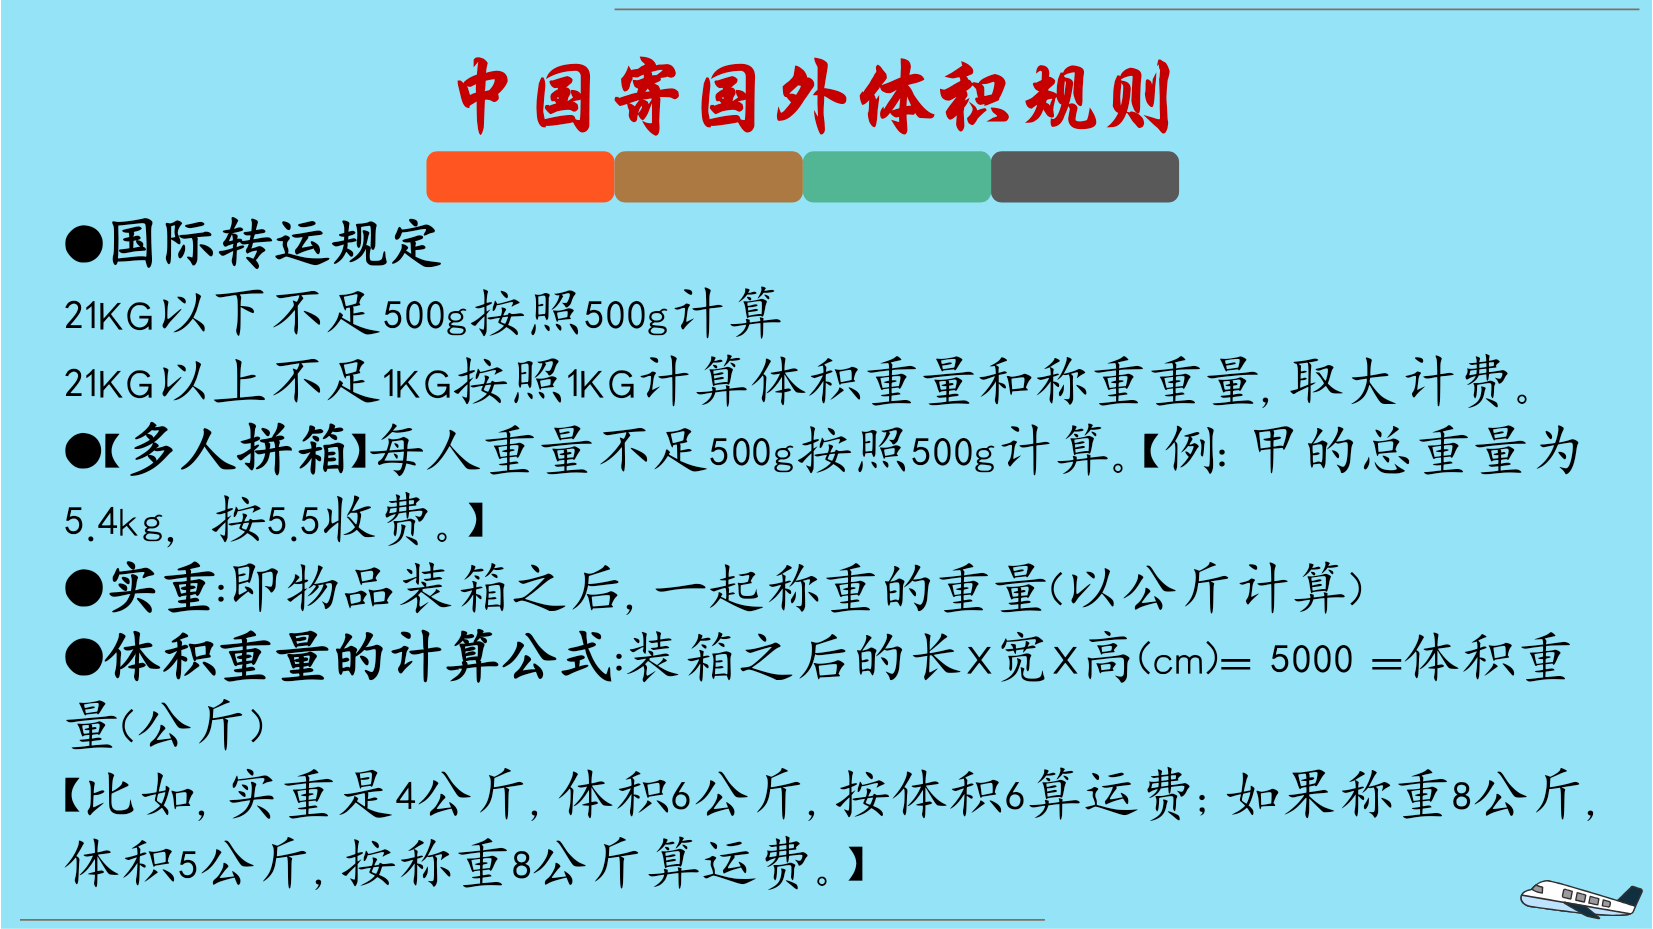 中国寄国外体积规则
●国际转运规定
21KG以下不足500g按照500g计算
21KG以上不足1KG按照1KG计算体积重量和称重重量,取大计费。
●【多人拼箱】每人重量不足500g按照500g计算。【例:甲的总重量为
5.4kg,按5.5收费。】
●实重:即物品装箱之后,一起称重的重量(以公斤计算)
●体积重量的计算公式:装箱之后的长X宽X高(cm)= 5000 =体积重
量(公斤)
【比如,实重是4公斤,体积6公斤,按体积6算运费;如果称重8公斤,
体积5公斤,按称重8公斤算运费。】